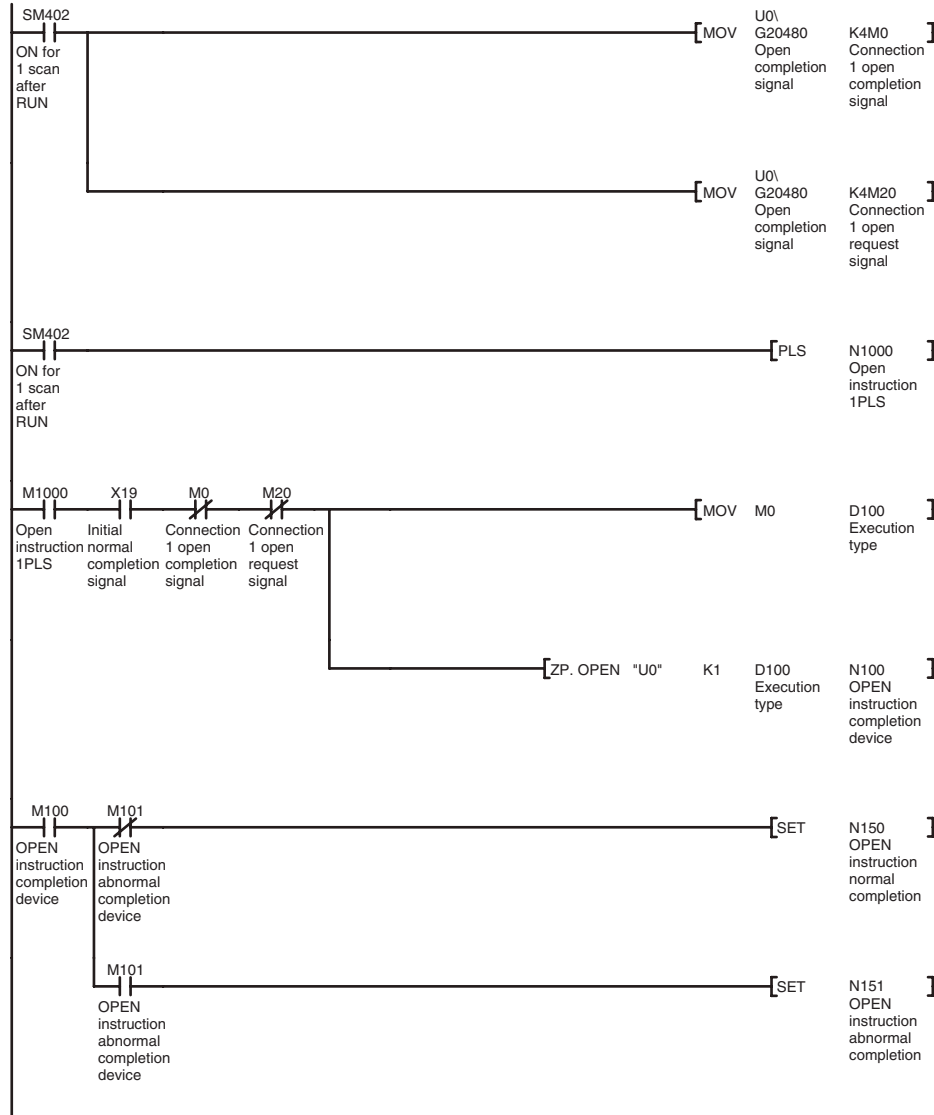 SM402
ON for
1 scan
after
RUN
[MOV U0\
G20480
Open
completion
signal
K4M0 ]
Connection
1 open
completion
signal
[MOV U0\
G20480
Open
completion
signal
K4M20 ]
Connection
1 open
request
signal
SM402
ON for
1 scan
after
RUN
[PLS N1000 ]
Open
instruction
1PLS
M1000
Open
instruction
1PLS
X19
Initial
normal
completion
signal
M0
Connection
1 open
completion
signal
M20
Connection
1 open
request
signal
[MOV M0 D100 ]
Execution
type
[ZP. OPEN "U0" K1 D100
Execution
type
N100 ]
OPEN
instruction
completion
device
M100
OPEN
instruction
completion
device
M101
OPEN
instruction
abnormal
completion
device
[SET N150 ]
OPEN
instruction
normal
completion
M101
OPEN
instruction
abnormal
completion
device
[SET N151 ]
OPEN
instruction
abnormal
completion